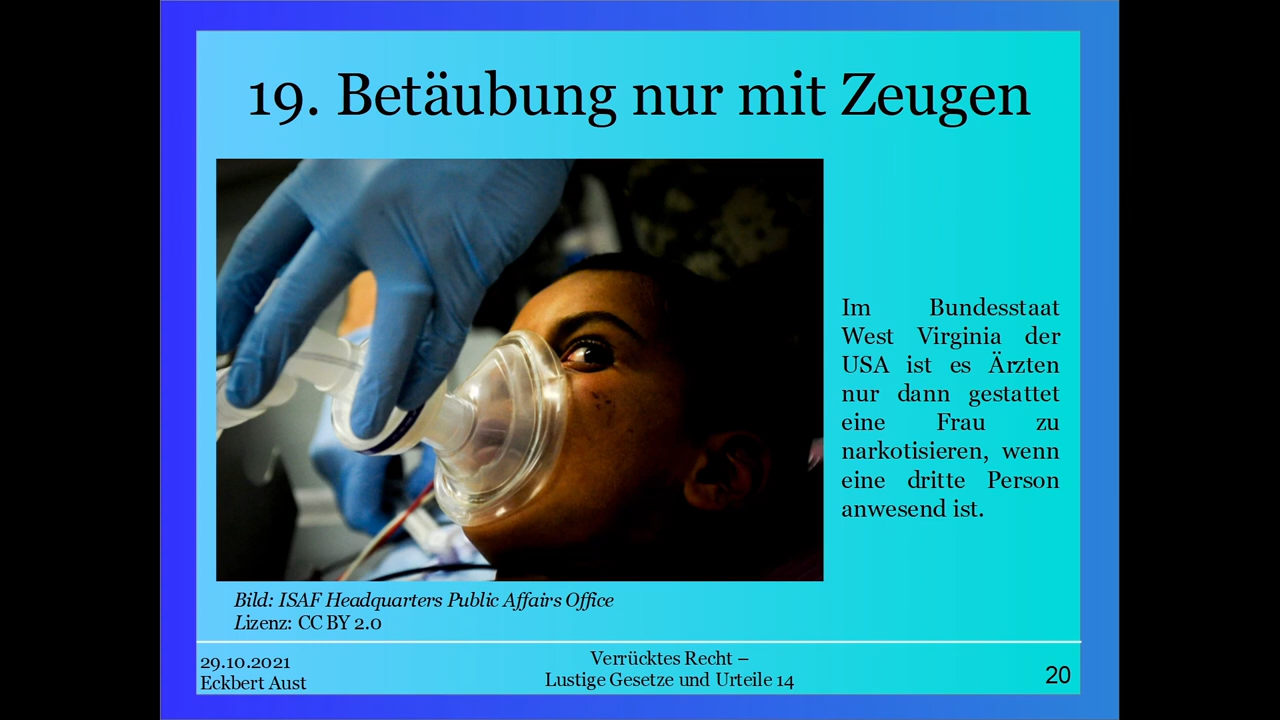 19. Betäubung nur mit Zeugen
Im Bundesstaat
West Virginia der
USA ist es Ärzten
nur dann gestattet
eine Frau zu
narkotisieren, wenn
eine dritte Person
anwesend ist.
Bild: ISAF Headquarters Public Affairs Office
Lizenz: CC BY 2.0
29.10.2021
Eckbert Aust
Verrücktes Recht –
Lustige Gesetze und Urteile 14
20